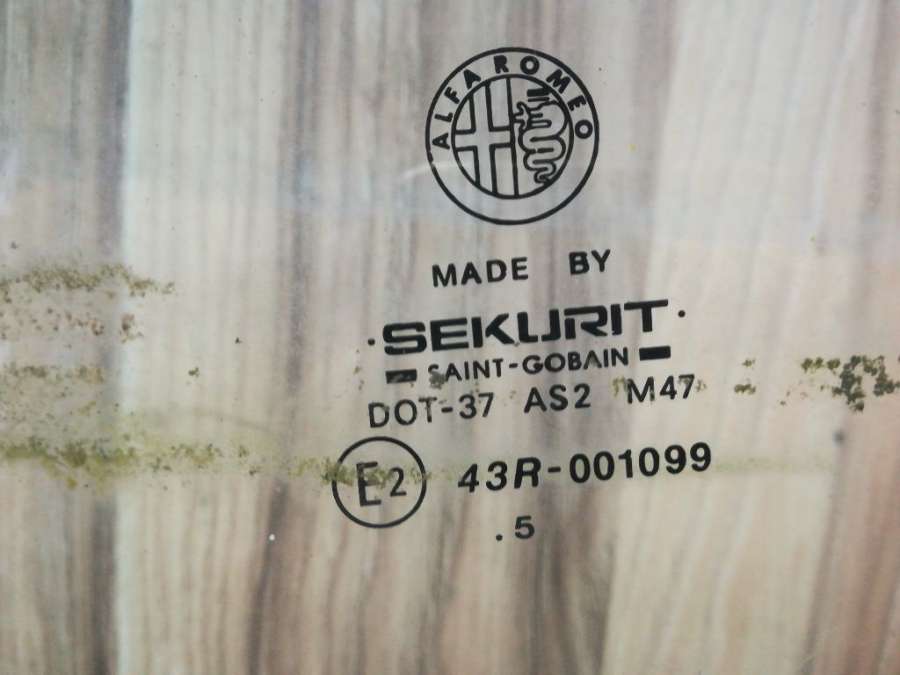 ALFA ROMEO
MADE BY
·SEKURIT·
SAINT-GOBAIN
DOT-37 AS2 M47
E2 43R-001099
.5